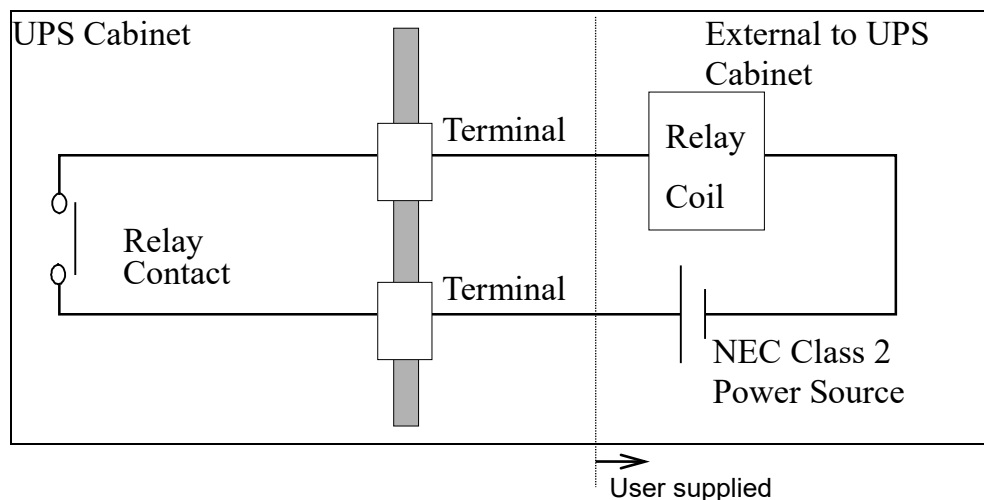 UPS Cabinet
External to UPS
Cabinet
Terminal
Relay
Coil
Relay
Contact
Terminal
NEC Class 2
Power Source
User supplied